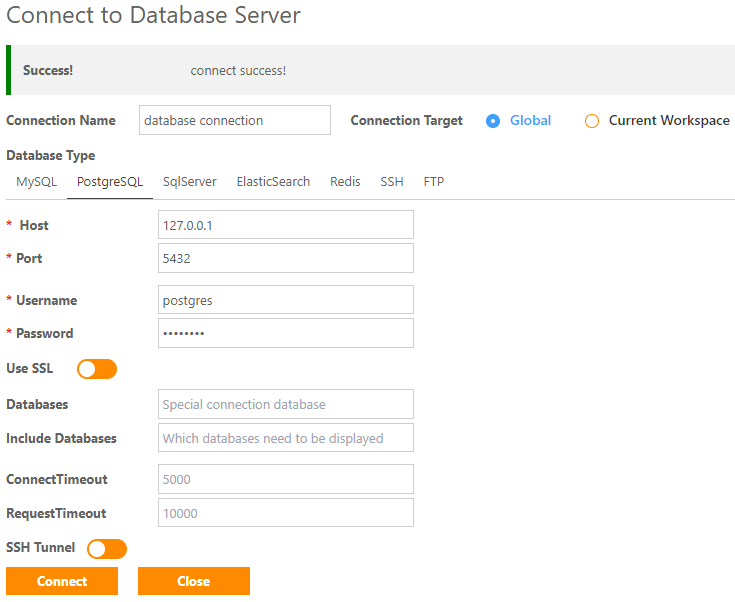 Connect to Database Server
Success! connect success!
Connection Name database connection Connection Target Global Current Workspace
Database Type
MySQL PostgreSQL SqlServer ElasticSearch Redis SSH FTP
* Host 127.0.0.1
* Port 5432
* Username postgres
* Password ••••••••
Use SSL
Databases Special connection database
Include Databases Which databases need to be displayed
ConnectTimeout 5000
RequestTimeout 10000
SSH Tunnel
Connect Close